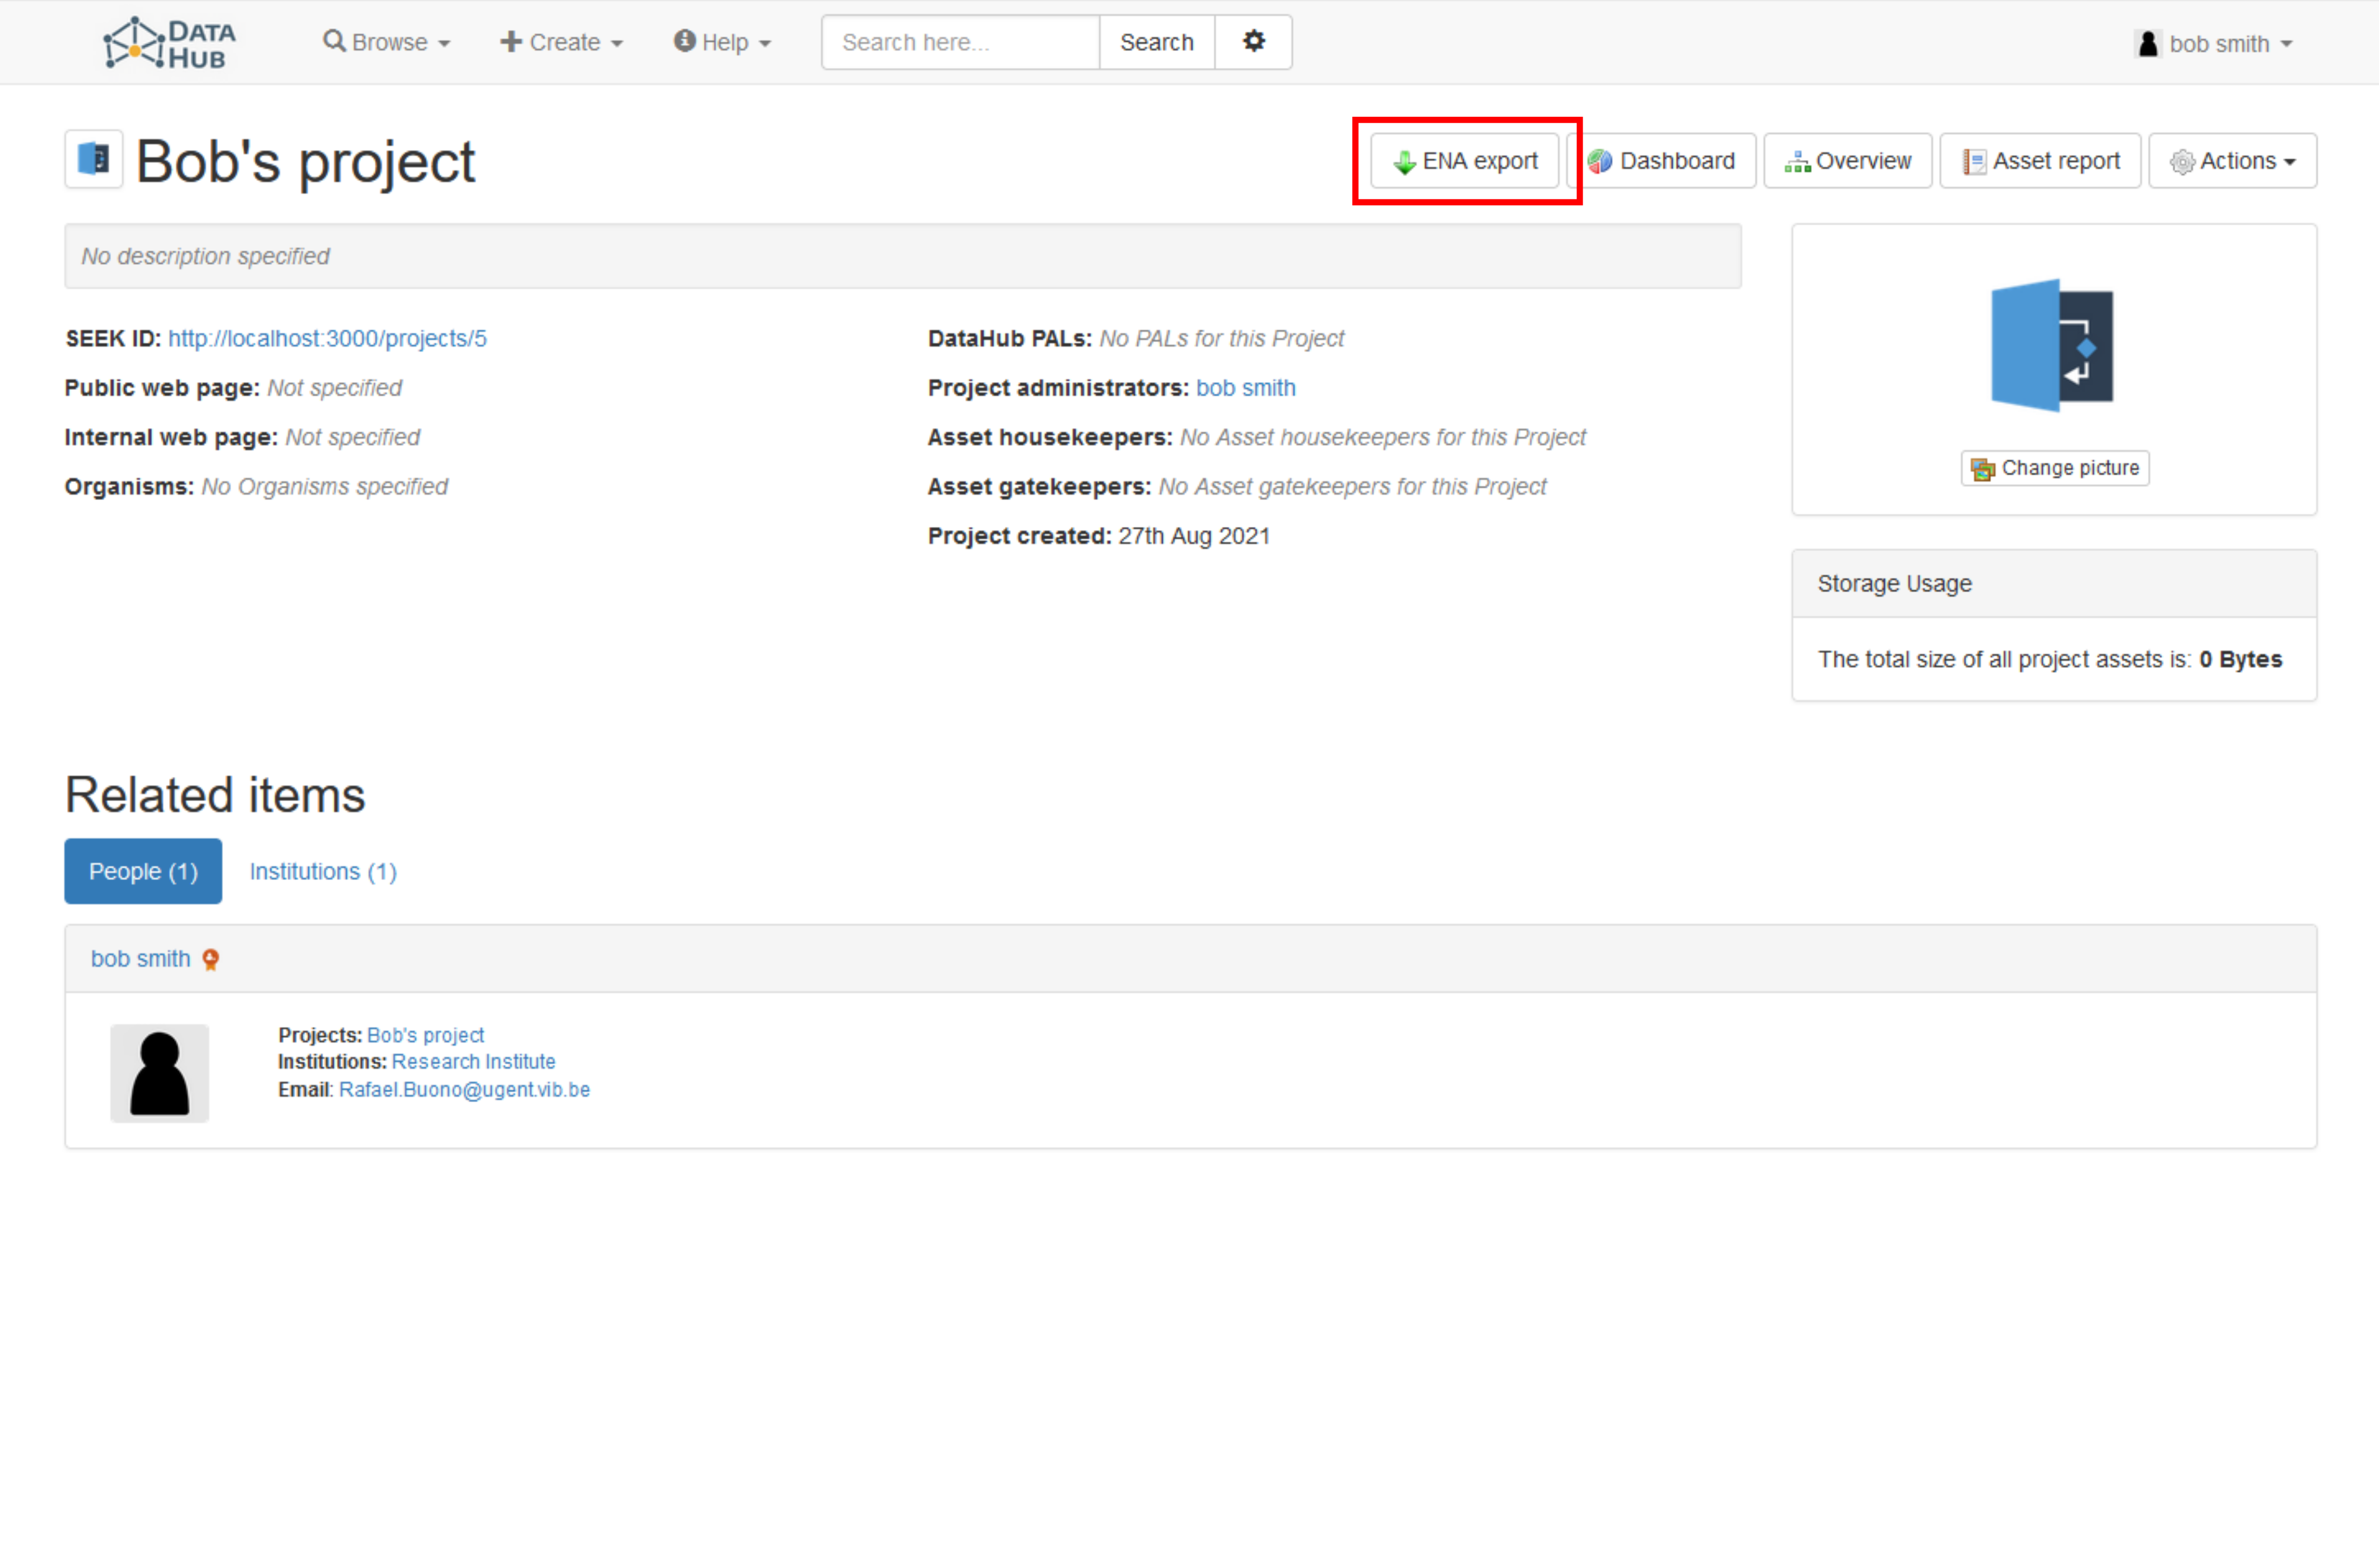 DATA HUB
Browse
Create
Help
Search here...
Search
bob smith
Bob's project
ENA export
Dashboard
Overview
Asset report
Actions
No description specified
SEEK ID: http://localhost:3000/projects/5
Public web page: Not specified
Internal web page: Not specified
Organisms: No Organisms specified
DataHub PALs: No PALs for this Project
Project administrators: bob smith
Asset housekeepers: No Asset housekeepers for this Project
Asset gatekeepers: No Asset gatekeepers for this Project
Project created: 27th Aug 2021
Change picture
Storage Usage
The total size of all project assets is: 0 Bytes
Related items
People (1)
Institutions (1)
bob smith
Projects: Bob's project
Institutions: Research Institute
Email: Rafael.Buono@ugent.vib.be